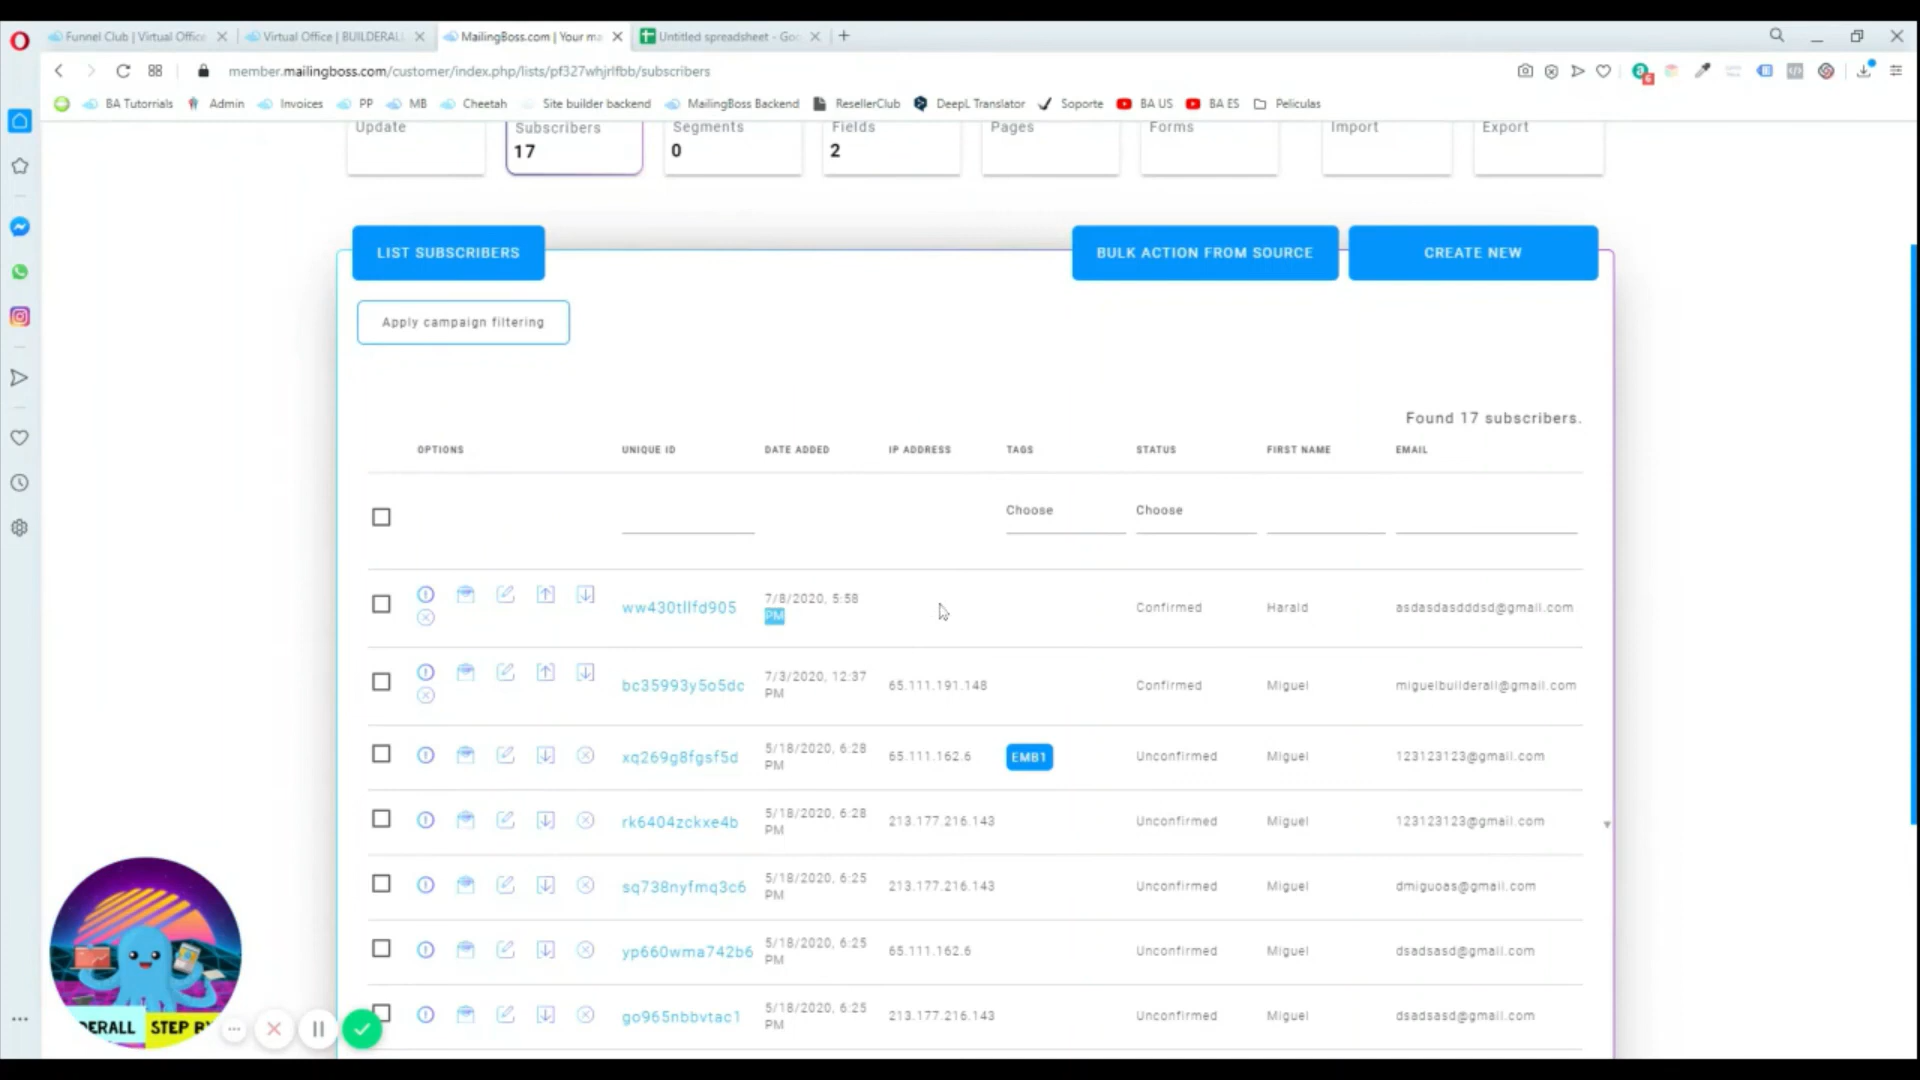 Funnel Club | Virtual Office
Virtual Office | BUILDERALL
MailingBoss.com | Your ma
Untitled spreadsheet - Goo
member.mailingboss.com/customer/index.php/lists/pf327whjrlfbb/subscribers
BA Tutorrials
Admin
Invoices
PP
MB
Cheetah
Site builder backend
MailingBoss Backend
ResellerClub
DeepL Translator
Soporte
BA US
BA ES
Peliculas
Update
Subscribers
17
Segments
0
Fields
2
Pages
Forms
Import
Export
LIST SUBSCRIBERS
BULK ACTION FROM SOURCE
CREATE NEW
Apply campaign filtering
Found 17 subscribers.
OPTIONS UNIQUE ID DATE ADDED IP ADDRESS TAGS STATUS FIRST NAME EMAIL
Choose Choose
ww430tllfd905 7/8/2020, 5:58 PM Confirmed Harald asdasdasdddsd@gmail.com
bc35993y5o5dc 7/3/2020, 12:37 PM 65.111.191.148 Confirmed Miguel miguelbuilderall@gmail.com
xq269g8fgsf5d 5/18/2020, 6:28 PM 65.111.162.6 EMB1 Unconfirmed Miguel 123123123@gmail.com
rk6404zckxe4b 5/18/2020, 6:28 PM 213.177.216.143 Unconfirmed Miguel 123123123@gmail.com
sq738nyfmq3c6 5/18/2020, 6:25 PM 213.177.216.143 Unconfirmed Miguel dmiguoas@gmail.com
yp660wma742b6 5/18/2020, 6:25 PM 65.111.162.6 Unconfirmed Miguel dsadsasd@gmail.com
go965nbbvtac1 5/18/2020, 6:25 PM 213.177.216.143 Unconfirmed Miguel dsadsasd@gmail.com
DERALL STEP BY